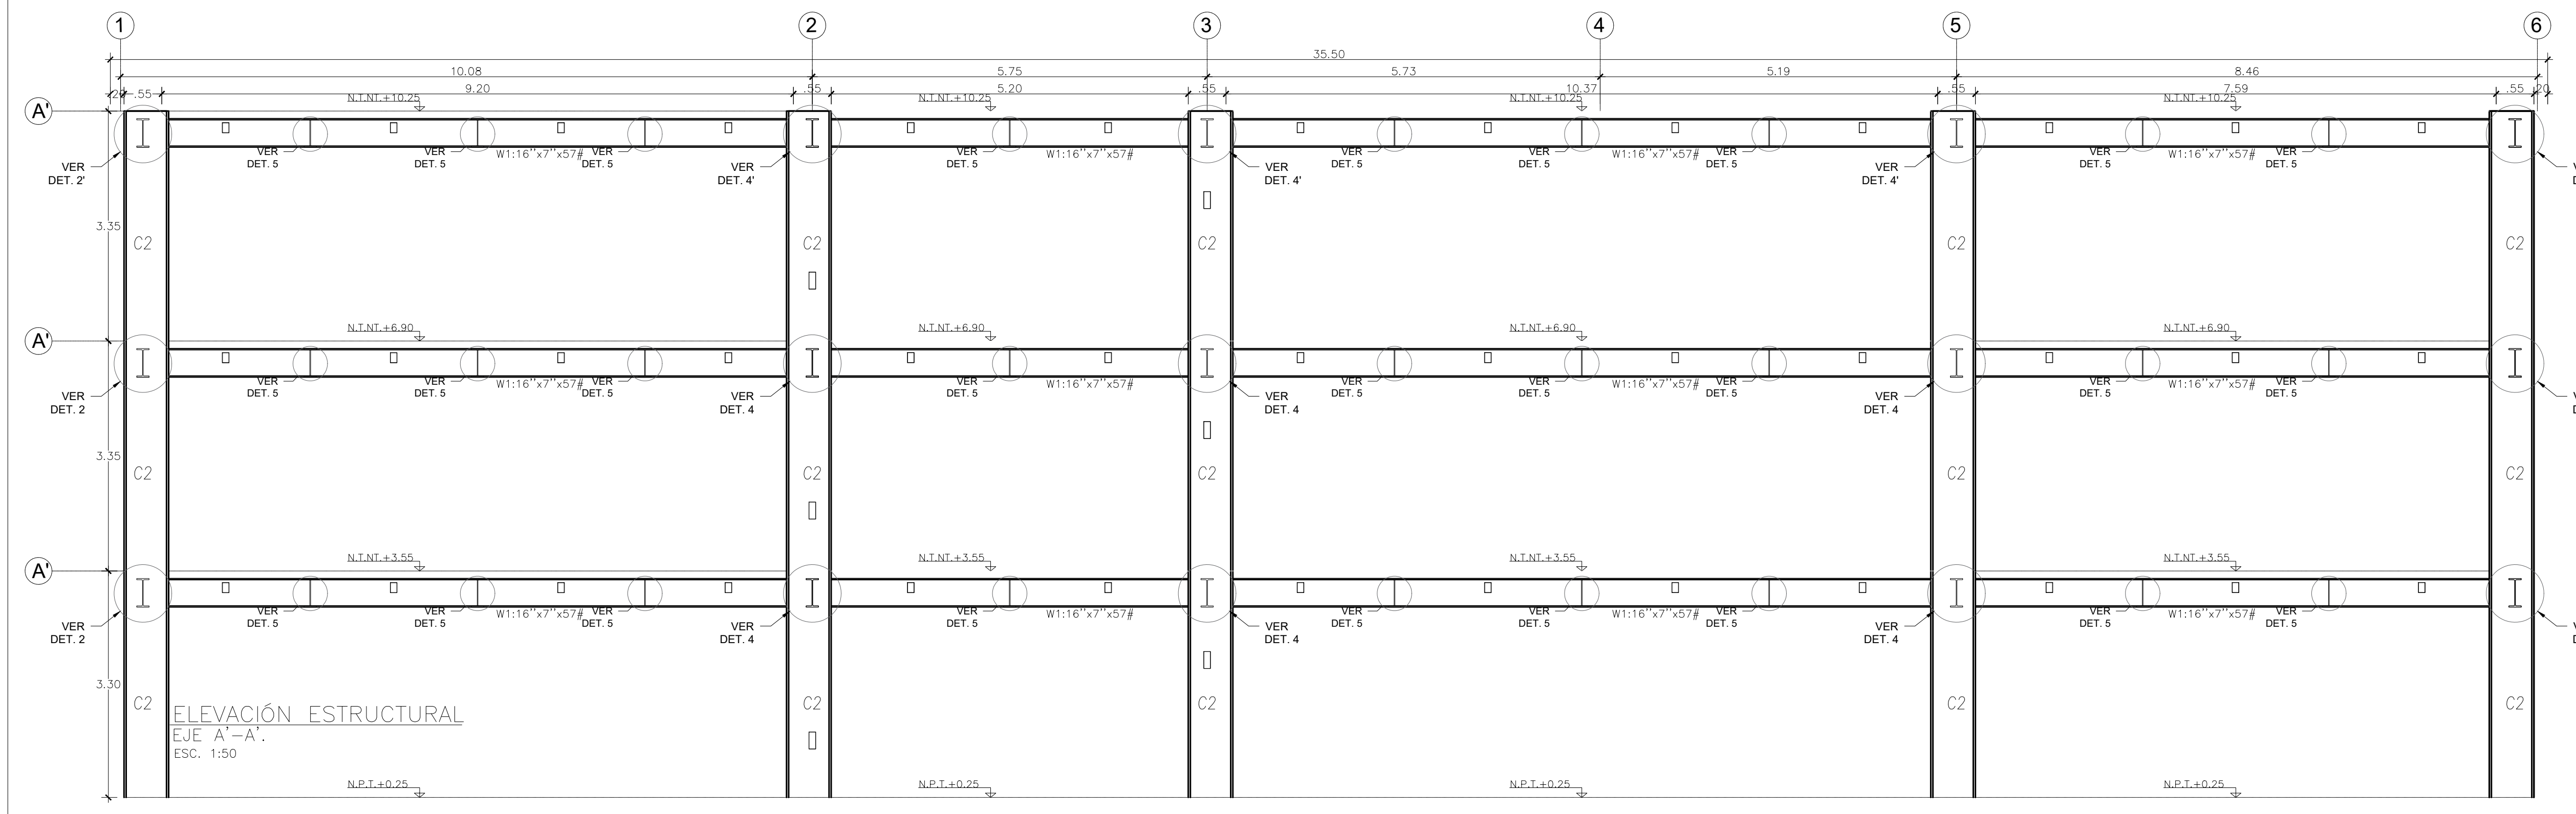 1 2 3 4 5 6
35.50
10.08 5.75 5.73 5.19 8.46
.55 9.20 .55 5.20 .55 10.37 .55 7.59 .55 .20
A' N.T.NT.+10.25 N.T.NT.+10.25 N.T.NT.+10.25 N.T.NT.+10.25
VER VER VER VER VER VER VER VER VER
DET. 5 DET. 5 W1:16''x7''x57# DET. 5 DET. 5 W1:16''x7''x57# DET. 5 DET. 5 W1:16''x7''x57# DET. 5 DET. 5 W1:16''x7''x57# DET. 5
VER VER VER VER
DET. 2' DET. 4' DET. 4' DET. 4'
3.35
C2 C2 C2 C2 C2
A' N.T.NT.+6.90 N.T.NT.+6.90 N.T.NT.+6.90 N.T.NT.+6.90
VER VER VER VER VER VER VER VER VER
DET. 5 DET. 5 W1:16''x7''x57# DET. 5 DET. 5 W1:16''x7''x57# DET. 5 DET. 5 W1:16''x7''x57# DET. 5 DET. 5 W1:16''x7''x57# DET. 5
VER VER VER VER
DET. 2 DET. 4 DET. 4 DET. 4
3.35
C2 C2 C2 C2 C2
A' N.T.NT.+3.55 N.T.NT.+3.55 N.T.NT.+3.55 N.T.NT.+3.55
VER VER VER VER VER VER VER VER VER
DET. 5 DET. 5 W1:16''x7''x57# DET. 5 DET. 5 W1:16''x7''x57# DET. 5 DET. 5 W1:16''x7''x57# DET. 5 DET. 5 W1:16''x7''x57# DET. 5
VER VER VER VER
DET. 2 DET. 4 DET. 4 DET. 4
3.30
C2 C2 C2 C2 C2
ELEVACIÓN ESTRUCTURAL
EJE A'-A'.
ESC. 1:50
N.P.T.+0.25 N.P.T.+0.25 N.P.T.+0.25 N.P.T.+0.25